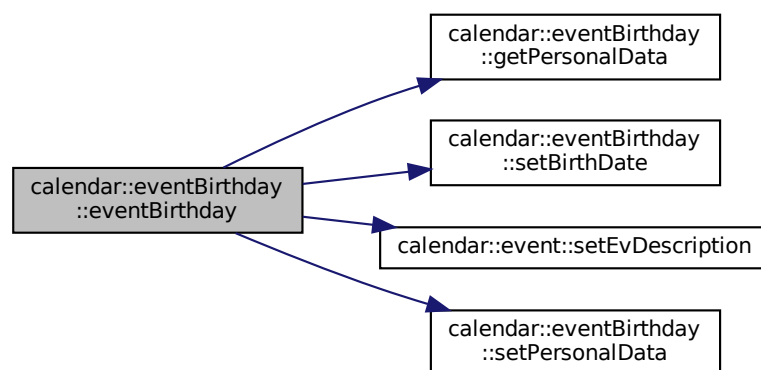 calendar::eventBirthday
::eventBirthday
calendar::eventBirthday
::getPersonalData
calendar::eventBirthday
::setBirthDate
calendar::event::setEvDescription
calendar::eventBirthday
::setPersonalData